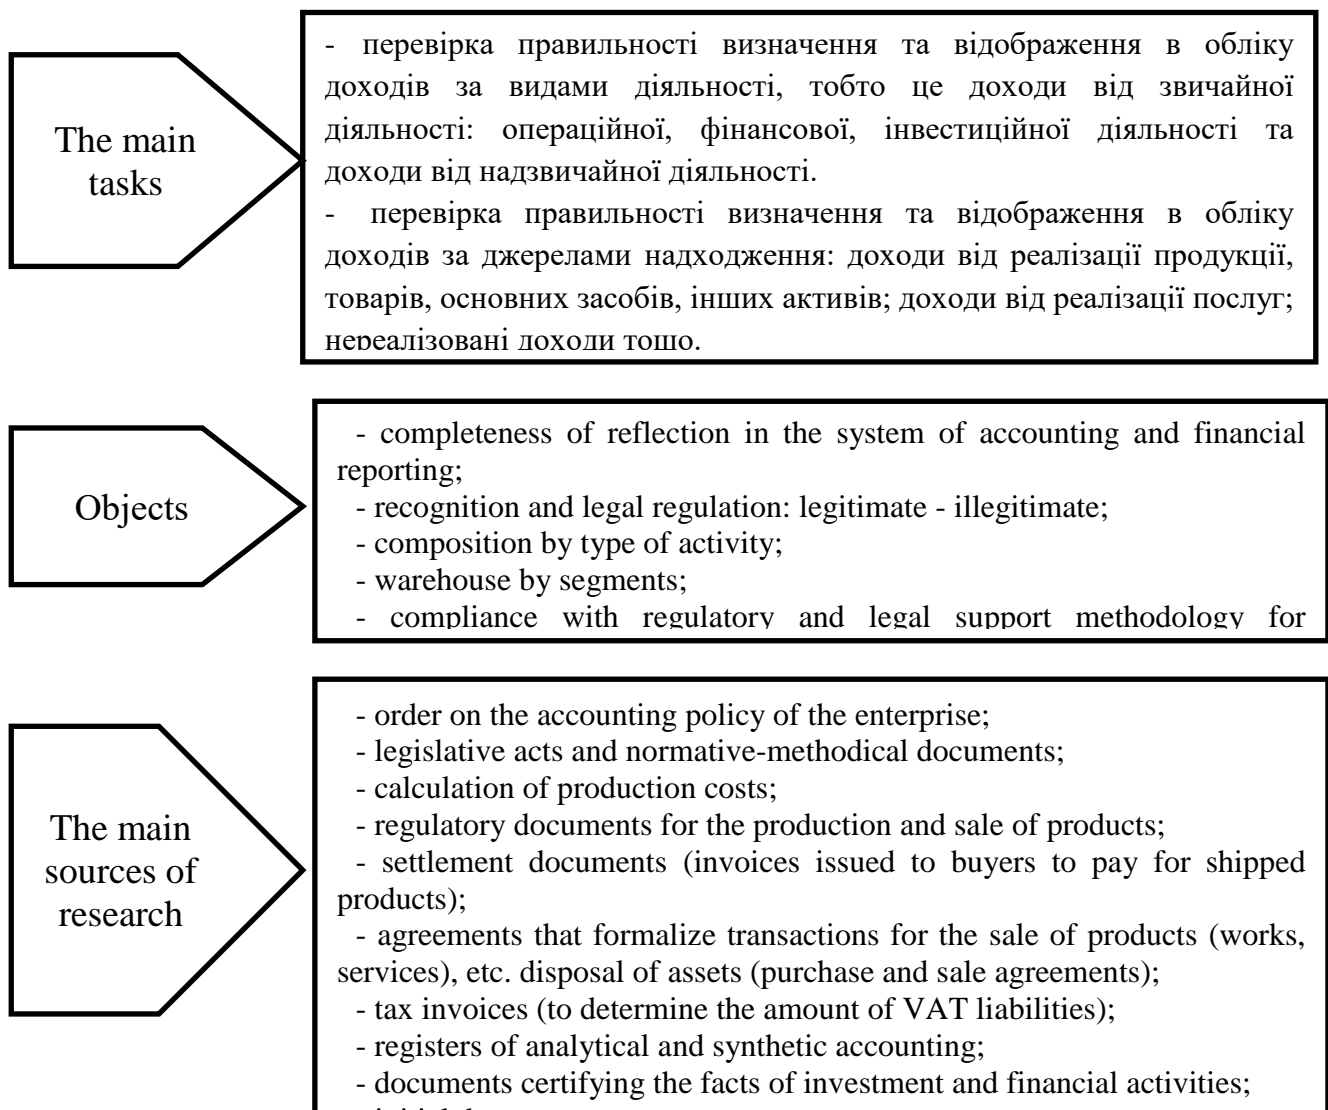 The main
tasks
- перевірка правильності визначення та відображення в обліку
доходів за видами діяльності, тобто це доходи від звичайної
діяльності: операційної, фінансової, інвестиційної діяльності та
доходи від надзвичайної діяльності.
- перевірка правильності визначення та відображення в обліку
доходів за джерелами надходження: доходи від реалізації продукції,
товарів, основних засобів, інших активів; доходи від реалізації послуг;
нереалізовані доходи тощо.
Objects
- completeness of reflection in the system of accounting and financial
reporting;
- recognition and legal regulation: legitimate - illegitimate;
- composition by type of activity;
- warehouse by segments;
- compliance with regulatory and legal support methodology for
The main
sources of
research
- order on the accounting policy of the enterprise;
- legislative acts and normative-methodical documents;
- calculation of production costs;
- regulatory documents for the production and sale of products;
- settlement documents (invoices issued to buyers to pay for shipped
products);
- agreements that formalize transactions for the sale of products (works,
services), etc. disposal of assets (purchase and sale agreements);
- tax invoices (to determine the amount of VAT liabilities);
- registers of analytical and synthetic accounting;
- documents certifying the facts of investment and financial activities;